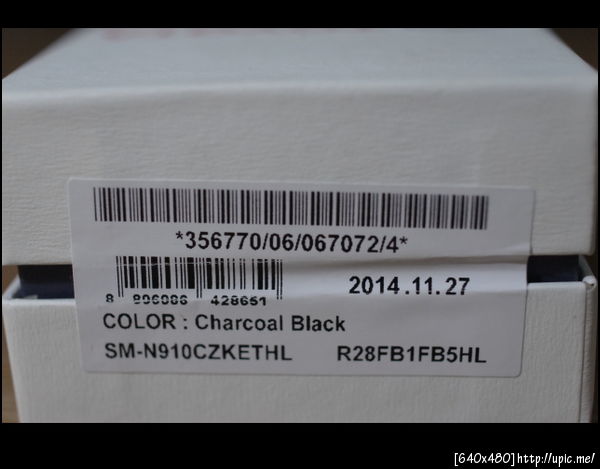 *356770/06/067072/4*
2014.11.27
8 806086 428651
COLOR : Charcoal Black
SM-N910CZKETHL R28FB1FB5HL
[640x480]http://upic.me/